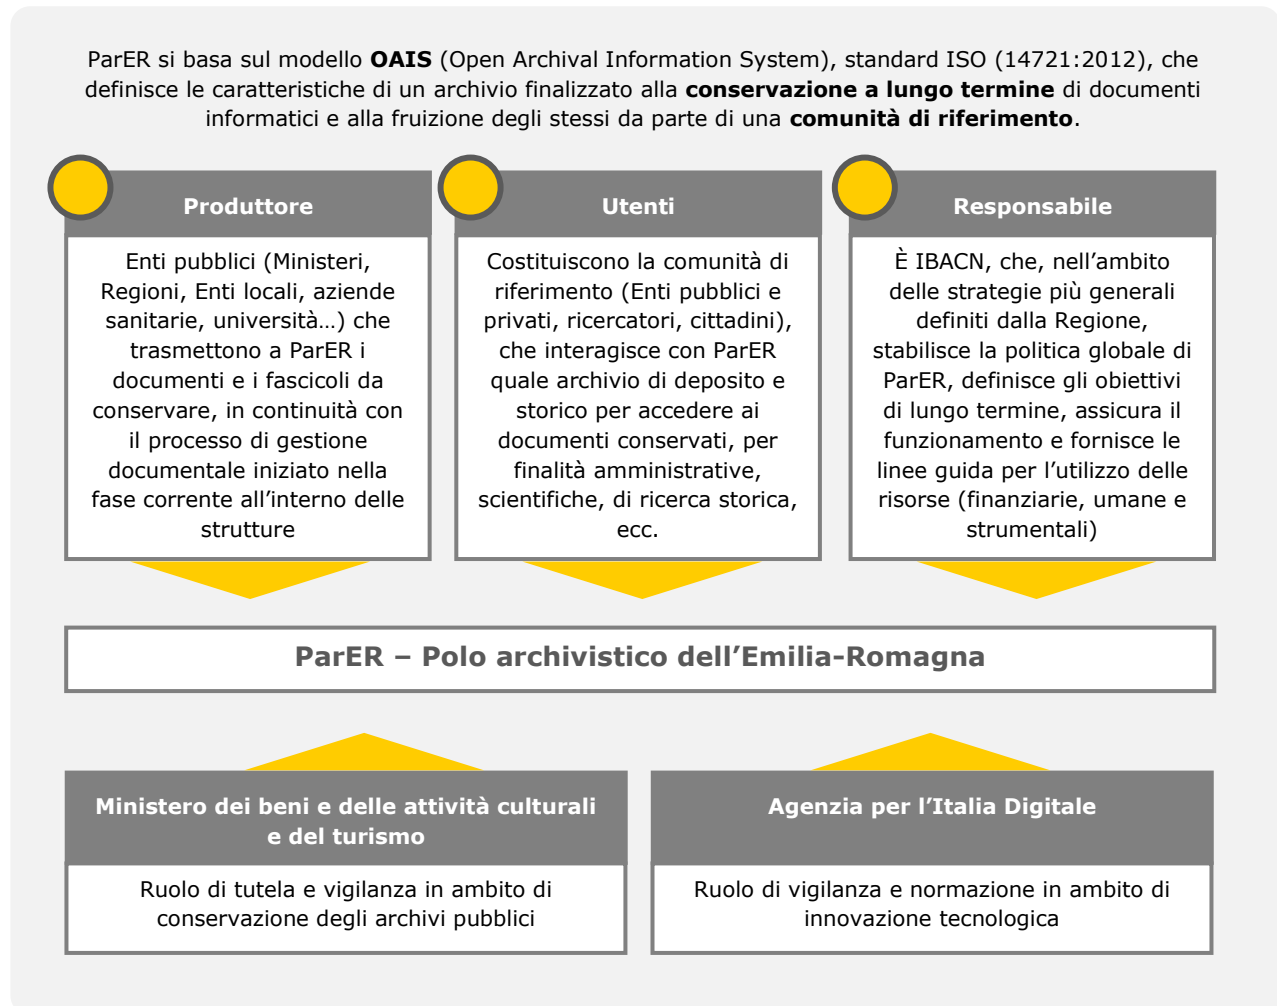 ParER si basa sul modello OAIS (Open Archival Information System), standard ISO (14721:2012), che
definisce le caratteristiche di un archivio finalizzato alla conservazione a lungo termine di documenti
informatici e alla fruizione degli stessi da parte di una comunità di riferimento.
Produttore
Enti pubblici (Ministeri,
Regioni, Enti locali, aziende
sanitarie, università…) che
trasmettono a ParER i
documenti e i fascicoli da
conservare, in continuità con
il processo di gestione
documentale iniziato nella
fase corrente all’interno delle
strutture
Utenti
Costituiscono la comunità di
riferimento (Enti pubblici e
privati, ricercatori, cittadini),
che interagisce con ParER
quale archivio di deposito e
storico per accedere ai
documenti conservati, per
finalità amministrative,
scientifiche, di ricerca storica,
ecc.
Responsabile
È IBACN, che, nell’ambito
delle strategie più generali
definiti dalla Regione,
stabilisce la politica globale di
ParER, definisce gli obiettivi
di lungo termine, assicura il
funzionamento e fornisce le
linee guida per l’utilizzo delle
risorse (finanziarie, umane e
strumentali)
ParER – Polo archivistico dell’Emilia-Romagna
Ministero dei beni e delle attività culturali
e del turismo
Ruolo di tutela e vigilanza in ambito di
conservazione degli archivi pubblici
Agenzia per l’Italia Digitale
Ruolo di vigilanza e normazione in ambito di
innovazione tecnologica